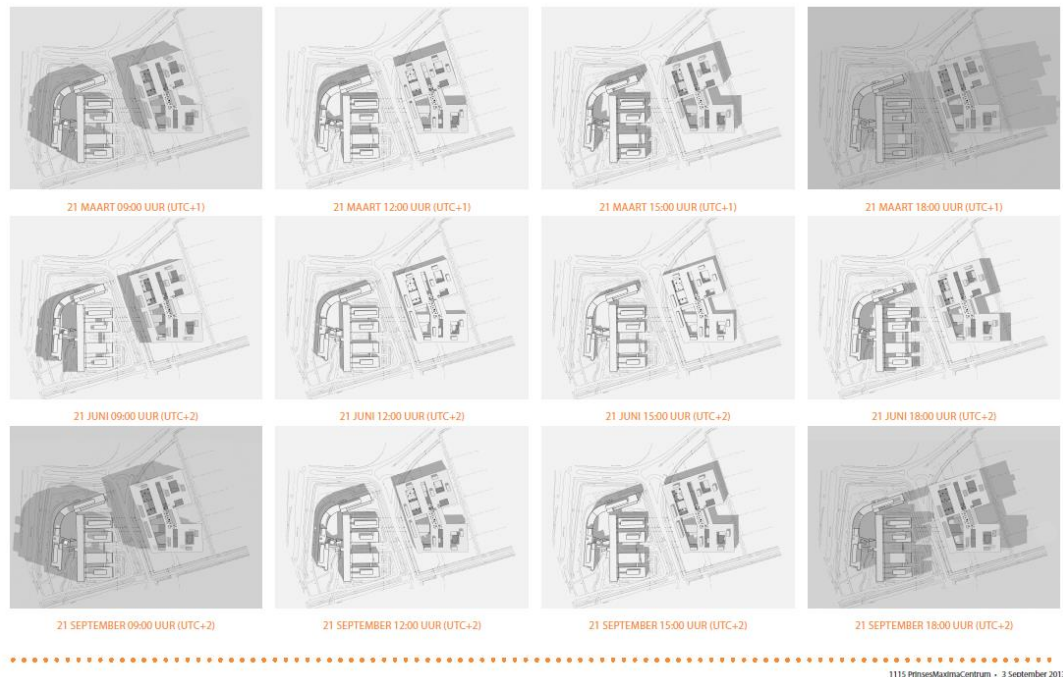 21 MAART 09:00 UUR (UTC+1)
21 MAART 12:00 UUR (UTC+1)
21 MAART 15:00 UUR (UTC+1)
21 MAART 18:00 UUR (UTC+1)
21 JUNI 09:00 UUR (UTC+2)
21 JUNI 12:00 UUR (UTC+2)
21 JUNI 15:00 UUR (UTC+2)
21 JUNI 18:00 UUR (UTC+2)
21 SEPTEMBER 09:00 UUR (UTC+2)
21 SEPTEMBER 12:00 UUR (UTC+2)
21 SEPTEMBER 15:00 UUR (UTC+2)
21 SEPTEMBER 18:00 UUR (UTC+2)
1115 PrinsesMaximaCentrum • 3 September